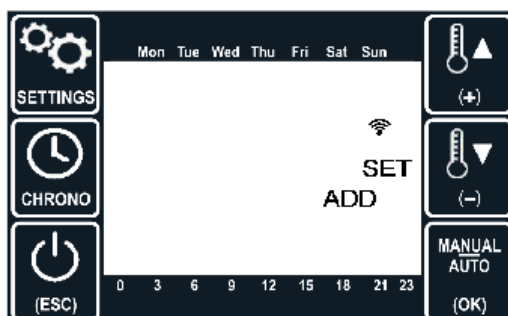 SETTINGS
Mon Tue Wed Thu Fri Sat Sun
(+)
CHRONO
SET
ADD
(-)
(ESC)
0 3 6 9 12 15 18 21 23
MANUAL
AUTO
(OK)